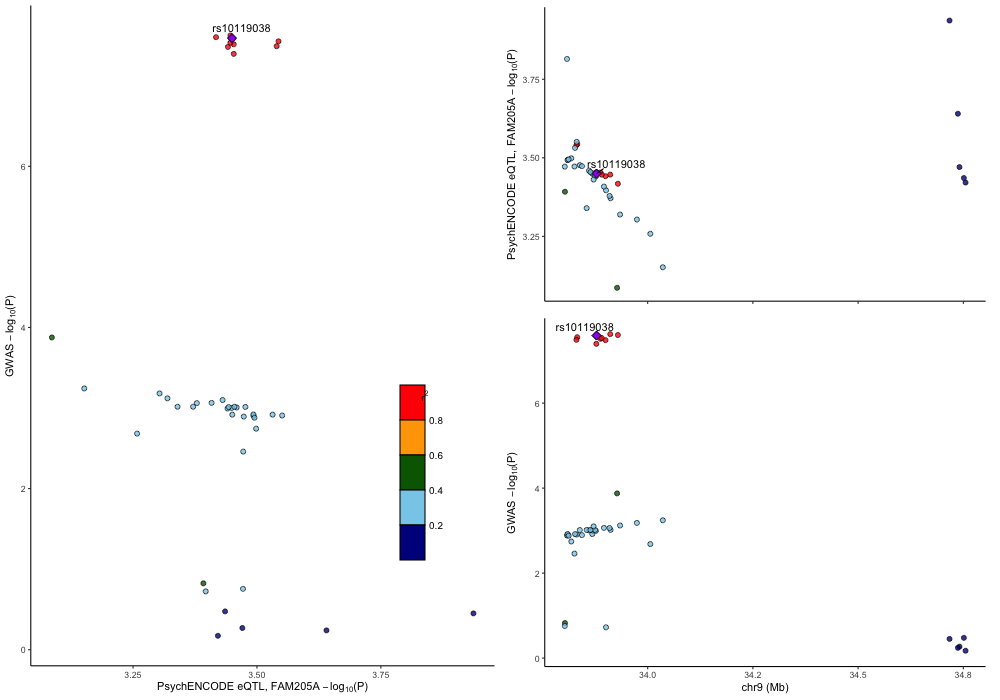 rs10119038
6
4
2
0
GWAS – log10(P)
3.25
3.50
3.75
PsychENCODE eQTL, FAM205A – log10(P)
r2
0.8
0.6
0.4
0.2
3.75
3.50
3.25
PsychENCODE eQTL, FAM205A – log10(P)
rs10119038
rs10119038
6
4
2
0
GWAS – log10(P)
34.0
34.2
34.5
34.8
chr9 (Mb)